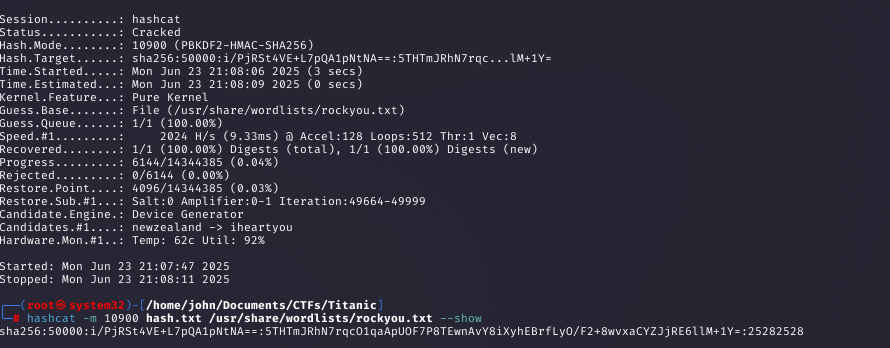 Session..........: hashcat
Status...........: Cracked
Hash.Mode........: 10900 (PBKDF2-HMAC-SHA256)
Hash.Target......: sha256:50000:i/PjRSt4VE+L7pQA1pNtNA==:5THTmJRhN7rqc...lM+1Y=
Time.Started.....: Mon Jun 23 21:08:06 2025 (3 secs)
Time.Estimated...: Mon Jun 23 21:08:09 2025 (0 secs)
Kernel.Feature...: Pure Kernel
Guess.Base.......: File (/usr/share/wordlists/rockyou.txt)
Guess.Queue......: 1/1 (100.00%)
Speed.#1.........:     2024 H/s (9.33ms) @ Accel:128 Loops:512 Thr:1 Vec:8
Recovered........: 1/1 (100.00%) Digests (total), 1/1 (100.00%) Digests (new)
Progress.........: 6144/14344385 (0.04%)
Rejected.........: 0/6144 (0.00%)
Restore.Point....: 4096/14344385 (0.03%)
Restore.Sub.#1...: Salt:0 Amplifier:0-1 Iteration:49664-49999
Candidate.Engine.: Device Generator
Candidates.#1....: newzealand -> iheartyou
Hardware.Mon.#1..: Temp: 62c Util: 92%
Started: Mon Jun 23 21:07:47 2025
Stopped: Mon Jun 23 21:08:11 2025
┌──(root㉿system32)-[/home/john/Documents/CTFs/Titanic]
└─# hashcat -m 10900 hash.txt /usr/share/wordlists/rockyou.txt --show
sha256:50000:i/PjRSt4VE+L7pQA1pNtNA==:5THTmJRhN7rqcO1qaApUOF7P8TEwnAvY8iXyhEBrfLyO/F2+8wvxaCYZJjRE6llM+1Y=:25282528